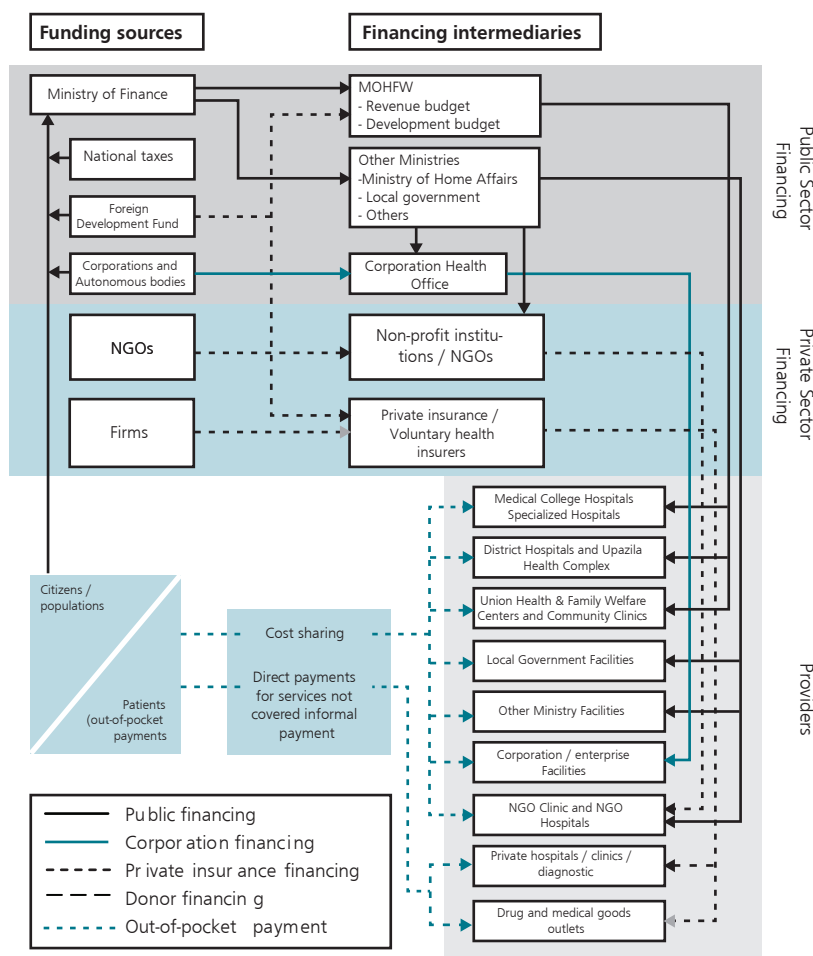 Funding sources
Financing intermediaries
Ministry of Finance
National taxes
Foreign
Development Fund
Corporations and
Autonomous bodies
NGOs
Firms
MOHFW
- Revenue budget
- Development budget
Other Ministries
-Ministry of Home Affairs
- Local government
- Others
Corporation Health
Office
Non-profit institu-
tions / NGOs
Private insurance /
Voluntary health
insurers
Public Sector
Financing
Private Sector
Financing
Providers
Medical College Hospitals
Specialized Hospitals
District Hospitals and Upazila
Health Complex
Union Health & Family Welfare
Centers and Community Clinics
Local Government Facilities
Other Ministry Facilities
Corporation / enterprise
Facilities
NGO Clinic and NGO
Hospitals
Private hospitals / clinics /
diagnostic
Drug and medical goods
outlets
Citizens /
populations
Patients
(out-of-pocket
payments
Cost sharing
Direct payments
for services not
covered informal
payment
Public financing
Corporation financing
Private insurance financing
Donor financing
Out-of-pocket payment